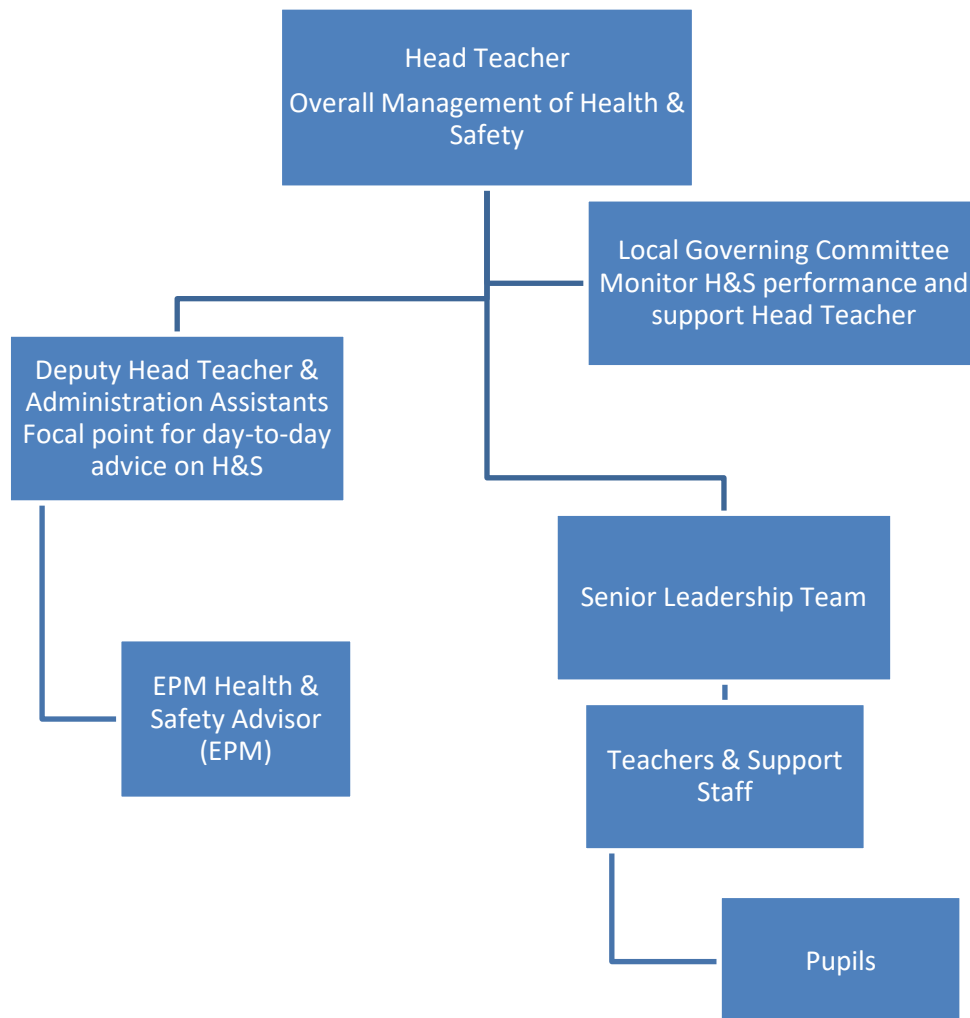 Head Teacher
Overall Management of Health &
Safety
Local Governing Committee
Monitor H&S performance and
support Head Teacher
Deputy Head Teacher &
Administration Assistants
Focal point for day-to-day
advice on H&S
Senior Leadership Team
EPM Health &
Safety Advisor
(EPM)
Teachers & Support
Staff
Pupils